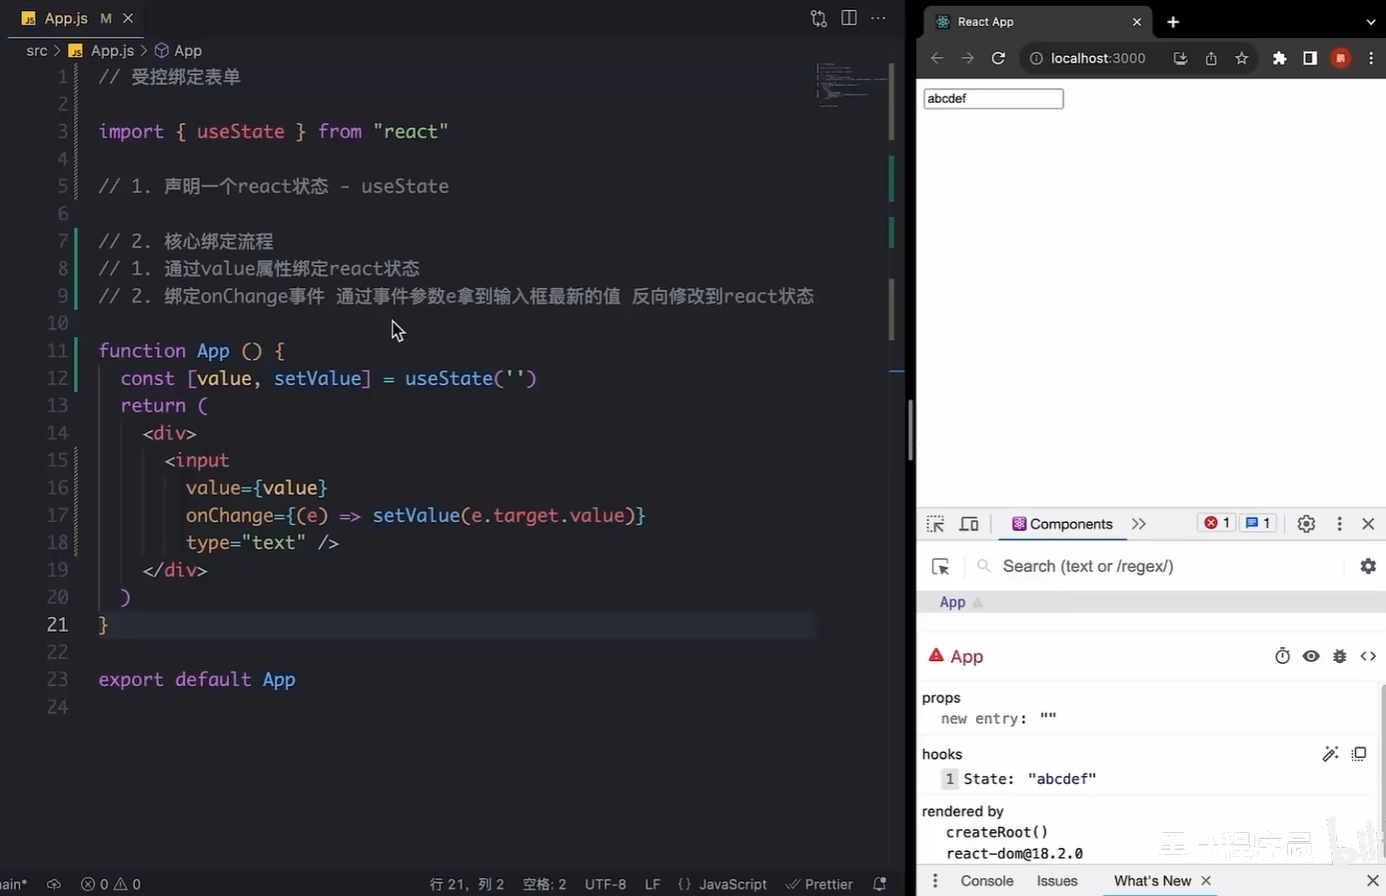 App.js M
src > App.js > App
1 // 受控绑定表单
2
3 import { useState } from "react"
4
5 // 1. 声明一个react状态 - useState
6
7 // 2. 核心绑定流程
8 // 1. 通过value属性绑定react状态
9 // 2. 绑定onChange事件 通过事件参数e拿到输入框最新的值 反向修改到react状态
10
11 function App () {
12 const [value, setValue] = useState('')
13 return (
14 <div>
15 <input
16 value={value}
17 onChange={(e) => setValue(e.target.value)}
18 type="text" />
19 </div>
20 )
21 }
22
23 export default App
24
0 0 行 21, 列 2 空格: 2 UTF-8 LF {} JavaScript Prettier
React App
localhost:3000
abcdef
Components 1 1
Search (text or /regex/)
App
App
props
new entry: ""
hooks
1 State: "abcdef"
rendered by
createRoot()
react-dom@18.2.0
Console Issues What's New